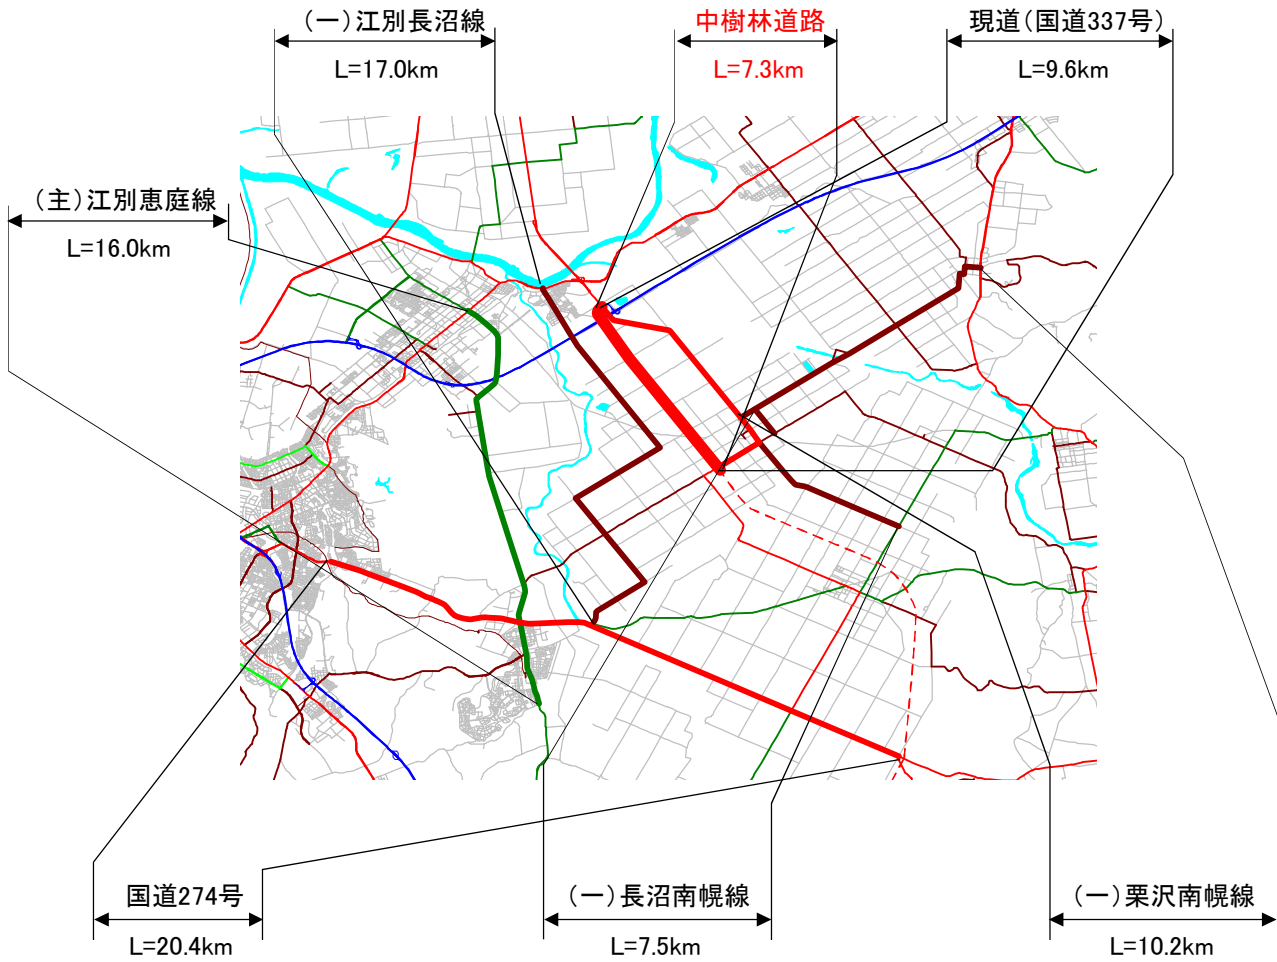 （一）江別長沼線
L=17.0km
中樹林道路
L=7.3km
現道（国道337号）
L=9.6km
（主）江別恵庭線
L=16.0km
国道274号
L=20.4km
（一）長沼南幌線
L=7.5km
（一）栗沢南幌線
L=10.2km